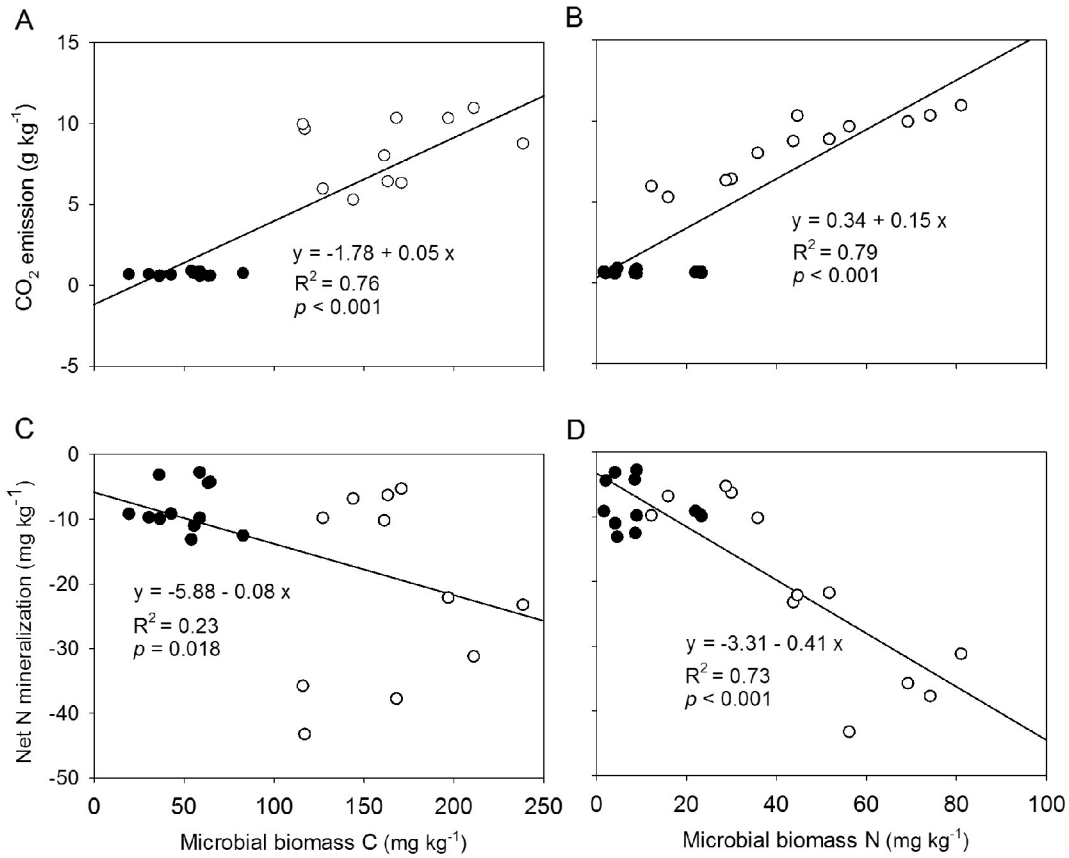 A
B
15
10
5
0
-5
CO₂ emission (g kg⁻¹)
y = -1.78 + 0.05 x
R² = 0.76
p < 0.001
y = 0.34 + 0.15 x
R² = 0.79
p < 0.001
C
D
0
-10
-20
-30
-40
-50
Net N mineralization (mg kg⁻¹)
y = -5.88 - 0.08 x
R² = 0.23
p = 0.018
y = -3.31 - 0.41 x
R² = 0.73
p < 0.001
0 50 100 150 200 250
0 20 40 60 80 100
Microbial biomass C (mg kg⁻¹)
Microbial biomass N (mg kg⁻¹)